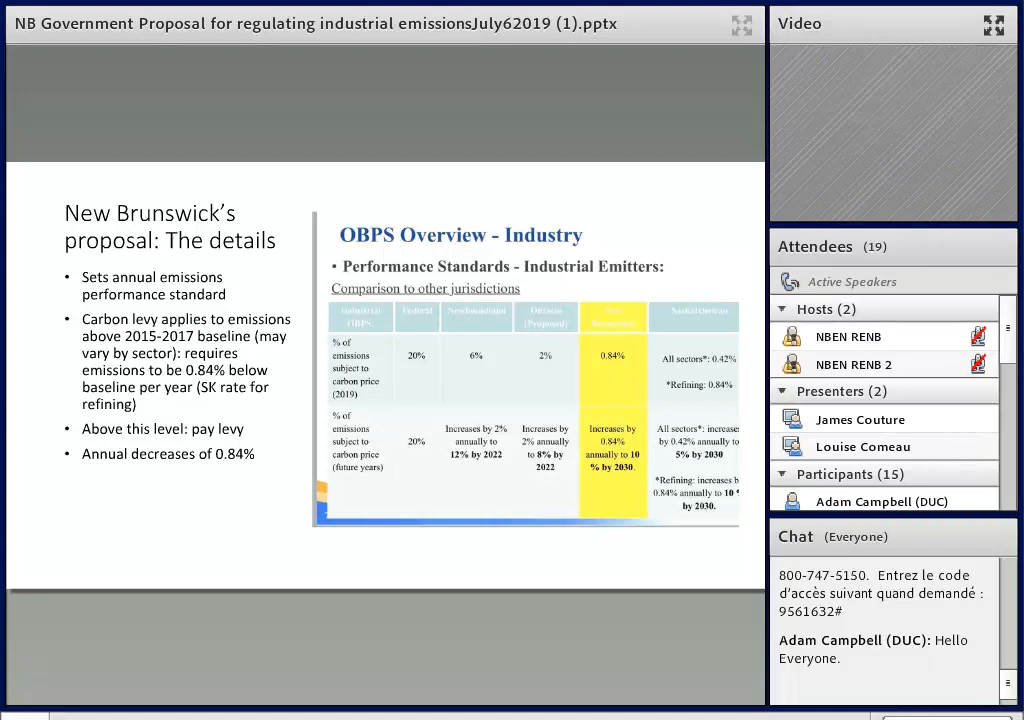 NB Government Proposal for regulating industrial emissionsJuly62019 (1).pptx
New Brunswick's
proposal: The details
• Sets annual emissions
performance standard
• Carbon levy applies to emissions
above 2015-2017 baseline (may
vary by sector): requires
emissions to be 0.84% below
baseline per year (SK rate for
refining)
• Above this level: pay levy
• Annual decreases of 0.84%
OBPS Overview - Industry
• Performance Standards - Industrial Emitters:
Comparison to other jurisdictions
Industrial
OBPS.
Federal
Newfoundland
Ontario
(Proposed)
New
Brunswick
Saskatchewan
% of
emissions
subject to
carbon price
(2019)
20%
6%
2%
0.84%
All sectors*: 0.42%
*Refining: 0.84%
% of
emissions
subject to
carbon price
(future years)
20%
Increases by 2%
annually to
12% by 2022
Increases by
2% annually
to 8% by
2022
Increases by
0.84%
annually to 10
% by 2030.
All sectors*: increases
by 0.42% annually to
5% by 2030
*Refining: increases b
0.84% annually to 10 %
by 2030.
Video
Attendees (19)
Active Speakers
Hosts (2)
NBEN RENB
NBEN RENB 2
Presenters (2)
James Couture
Louise Comeau
Participants (15)
Adam Campbell (DUC)
Chat (Everyone)
800-747-5150. Entrez le code
d'accès suivant quand demandé :
9561632#
Adam Campbell (DUC): Hello
Everyone.